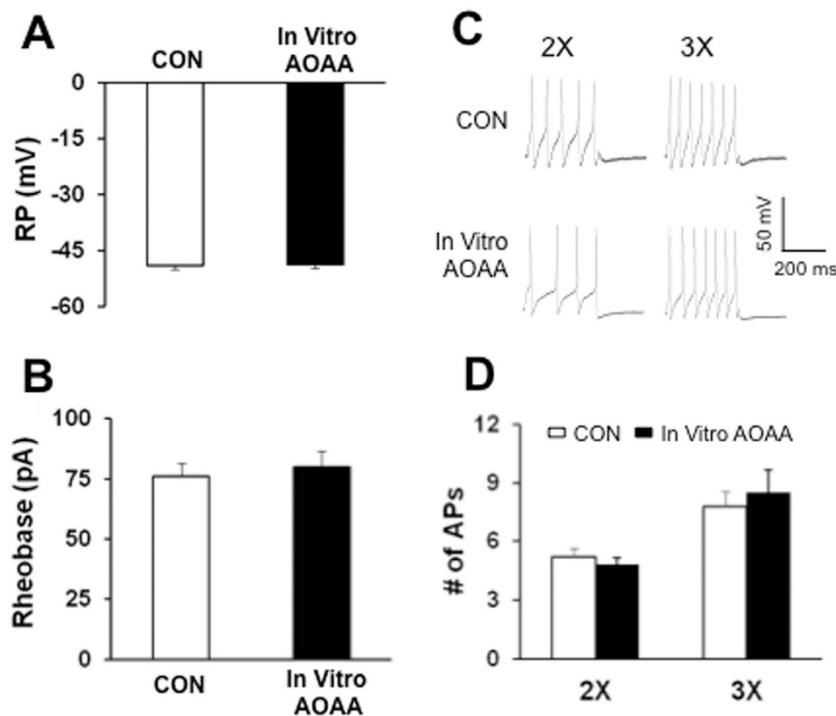 A
CON
In Vitro
AOAA
0
-15
-30
-45
-60
RP (mV)
B
100
75
50
25
0
Rheobase (pA)
CON
In Vitro
AOAA
C
2X
3X
CON
In Vitro
AOAA
50 mV
200 ms
D
12
9
6
3
0
# of APs
CON
In Vitro AOAA
2X
3X